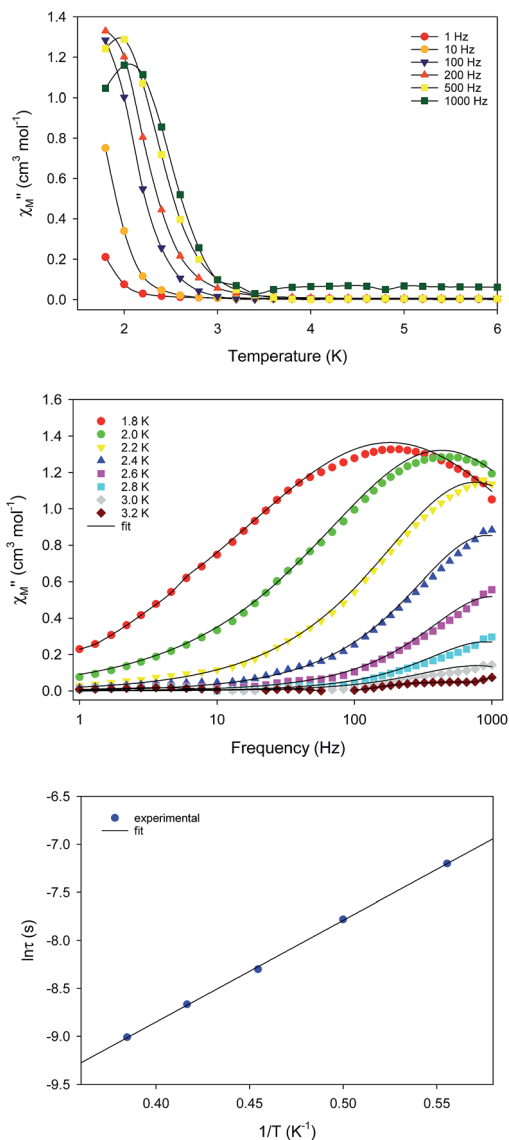 1.4
1.2
1.0
0.8
0.6
0.4
0.2
0.0
χM'' (cm³ mol⁻¹)
1 Hz
10 Hz
100 Hz
200 Hz
500 Hz
1000 Hz
2 3 4 5 6
Temperature (K)
1.6
1.4
1.2
1.0
0.8
0.6
0.4
0.2
0.0
χM'' (cm³ mol⁻¹)
1.8 K
2.0 K
2.2 K
2.4 K
2.6 K
2.8 K
3.0 K
3.2 K
fit
1 10 100 1000
Frequency (Hz)
-6.5
-7.0
-7.5
-8.0
-8.5
-9.0
-9.5
lnτ (s)
experimental
fit
0.40 0.45 0.50 0.55
1/T (K⁻¹)